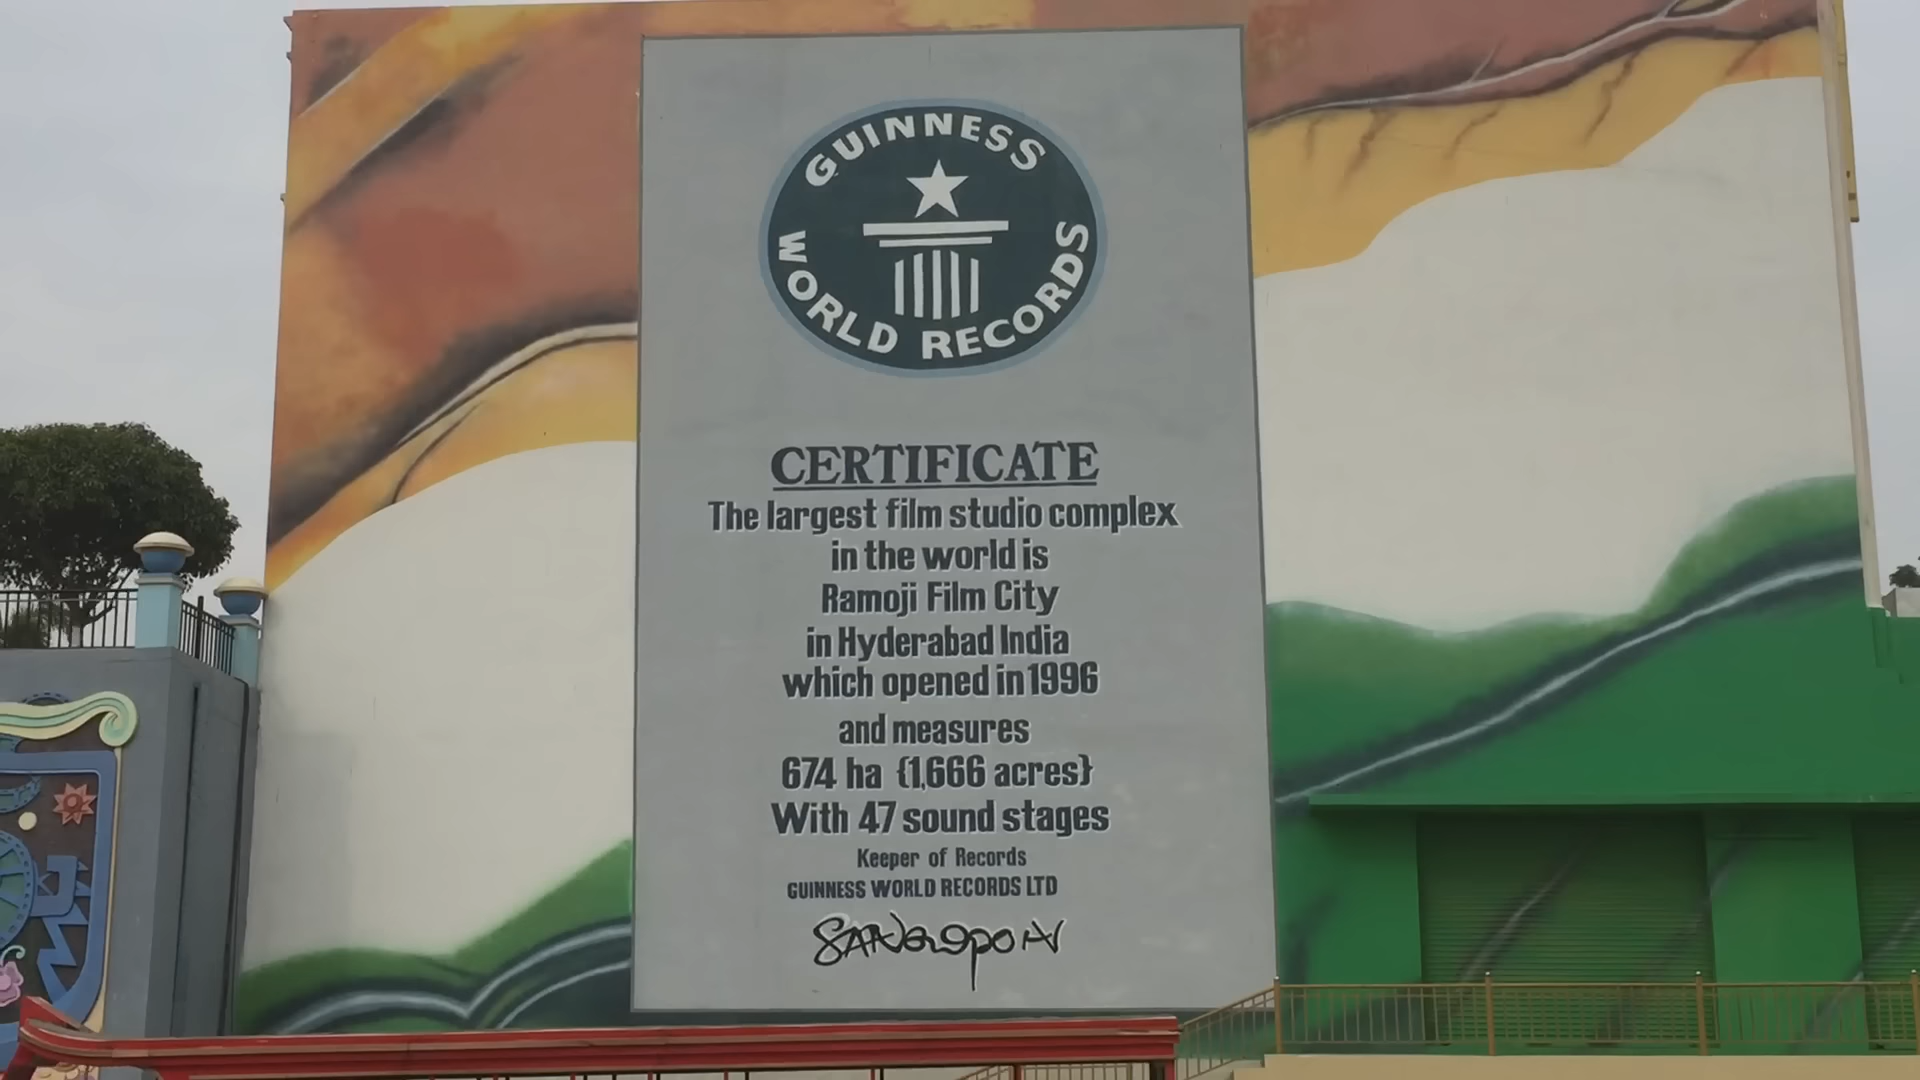 GUINNESS
WORLD RECORDS
CERTIFICATE
The largest film studio complex
in the world is
Ramoji Film City
in Hyderabad India
which opened in 1996
and measures
674 ha {1,666 acres}
With 47 sound stages
Keeper of Records
GUINNESS WORLD RECORDS LTD